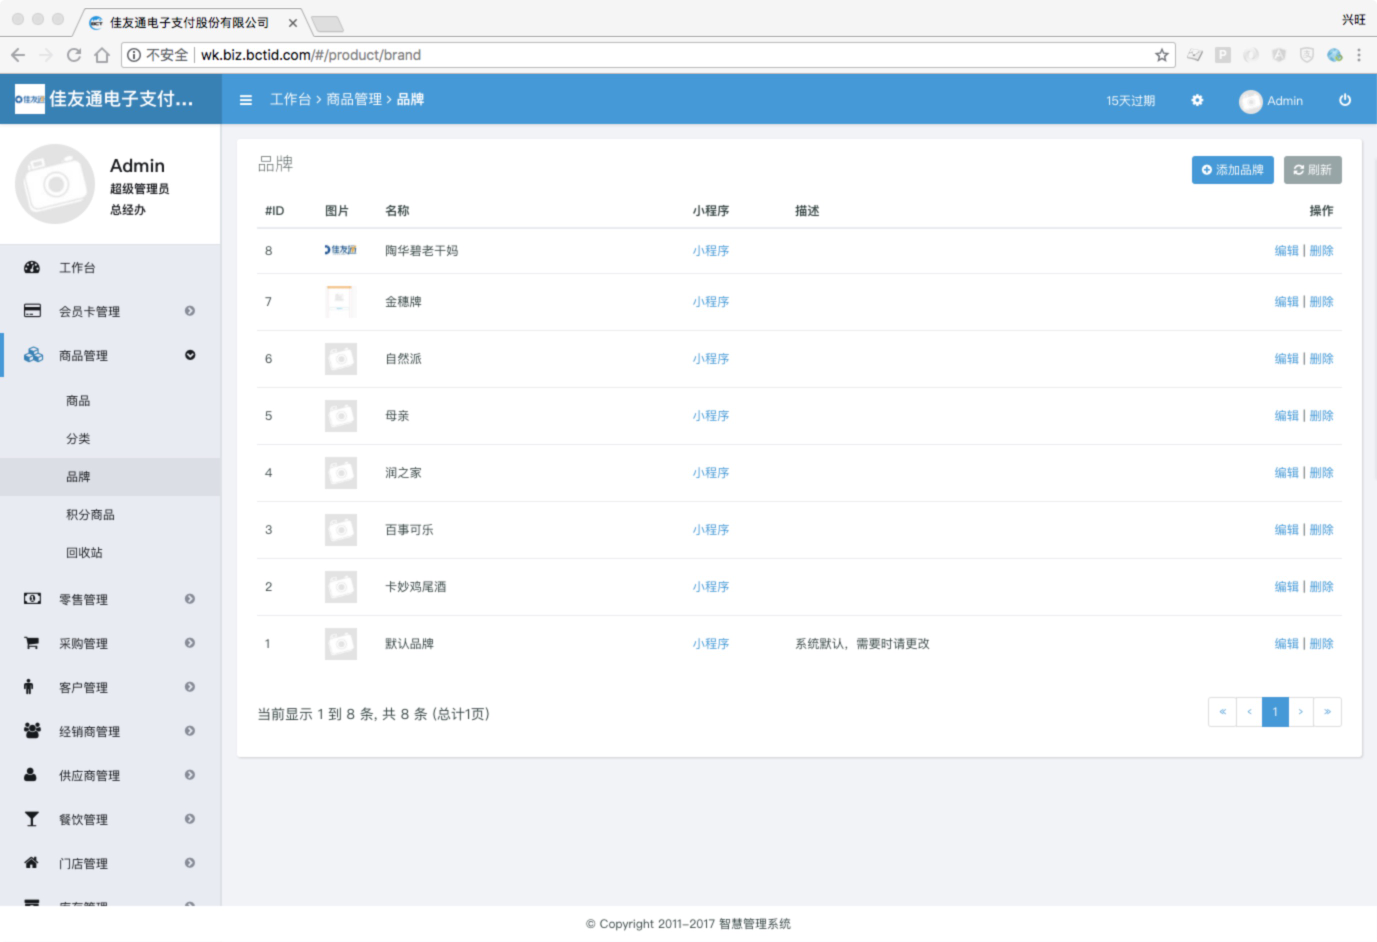 佳友通电子支付股份有限公司
兴旺
不安全 wk.biz.bctid.com/#/product/brand
佳友通电子支付...
工作台 > 商品管理 > 品牌
15天过期
Admin
Admin
超级管理员
总经办
工作台
会员卡管理
商品管理
商品
分类
品牌
积分商品
回收站
零售管理
采购管理
客户管理
经销商管理
供应商管理
餐饮管理
门店管理
品牌
添加品牌 刷新
#ID 图片 名称 小程序 描述 操作
8 佳友通 陶华碧老干妈 小程序 编辑 | 删除
7 金穗牌 小程序 编辑 | 删除
6 自然派 小程序 编辑 | 删除
5 母亲 小程序 编辑 | 删除
4 润之家 小程序 编辑 | 删除
3 百事可乐 小程序 编辑 | 删除
2 卡妙鸡尾酒 小程序 编辑 | 删除
1 默认品牌 小程序 系统默认，需要时请更改 编辑 | 删除
当前显示 1 到 8 条, 共 8 条 (总计1页)
« ‹ 1 › »
© Copyright 2011-2017 智慧管理系统